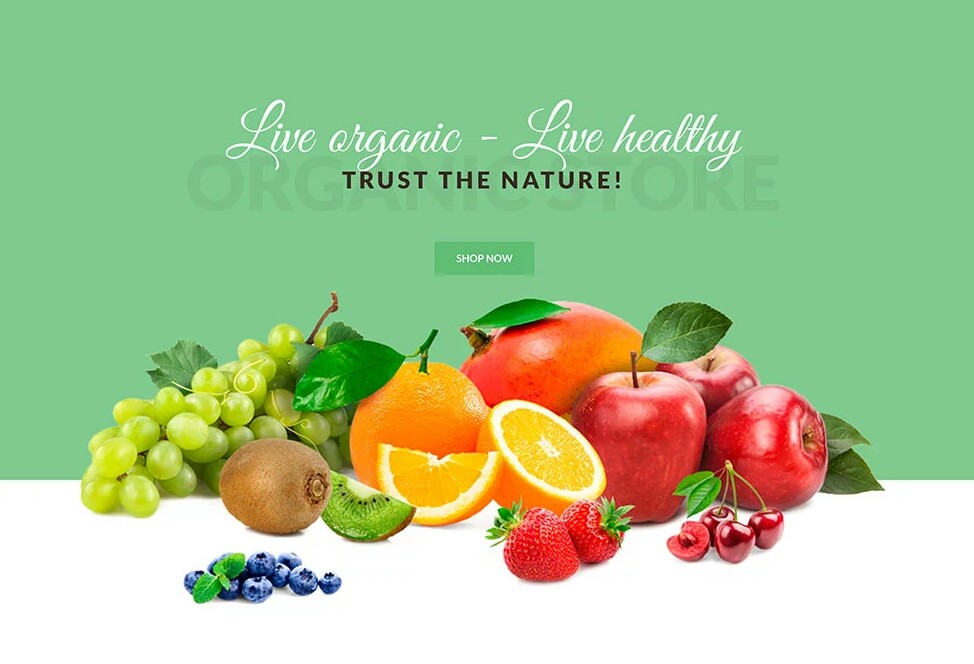 Live organic - Live healthy
ORGANIC STORE
TRUST THE NATURE!
SHOP NOW